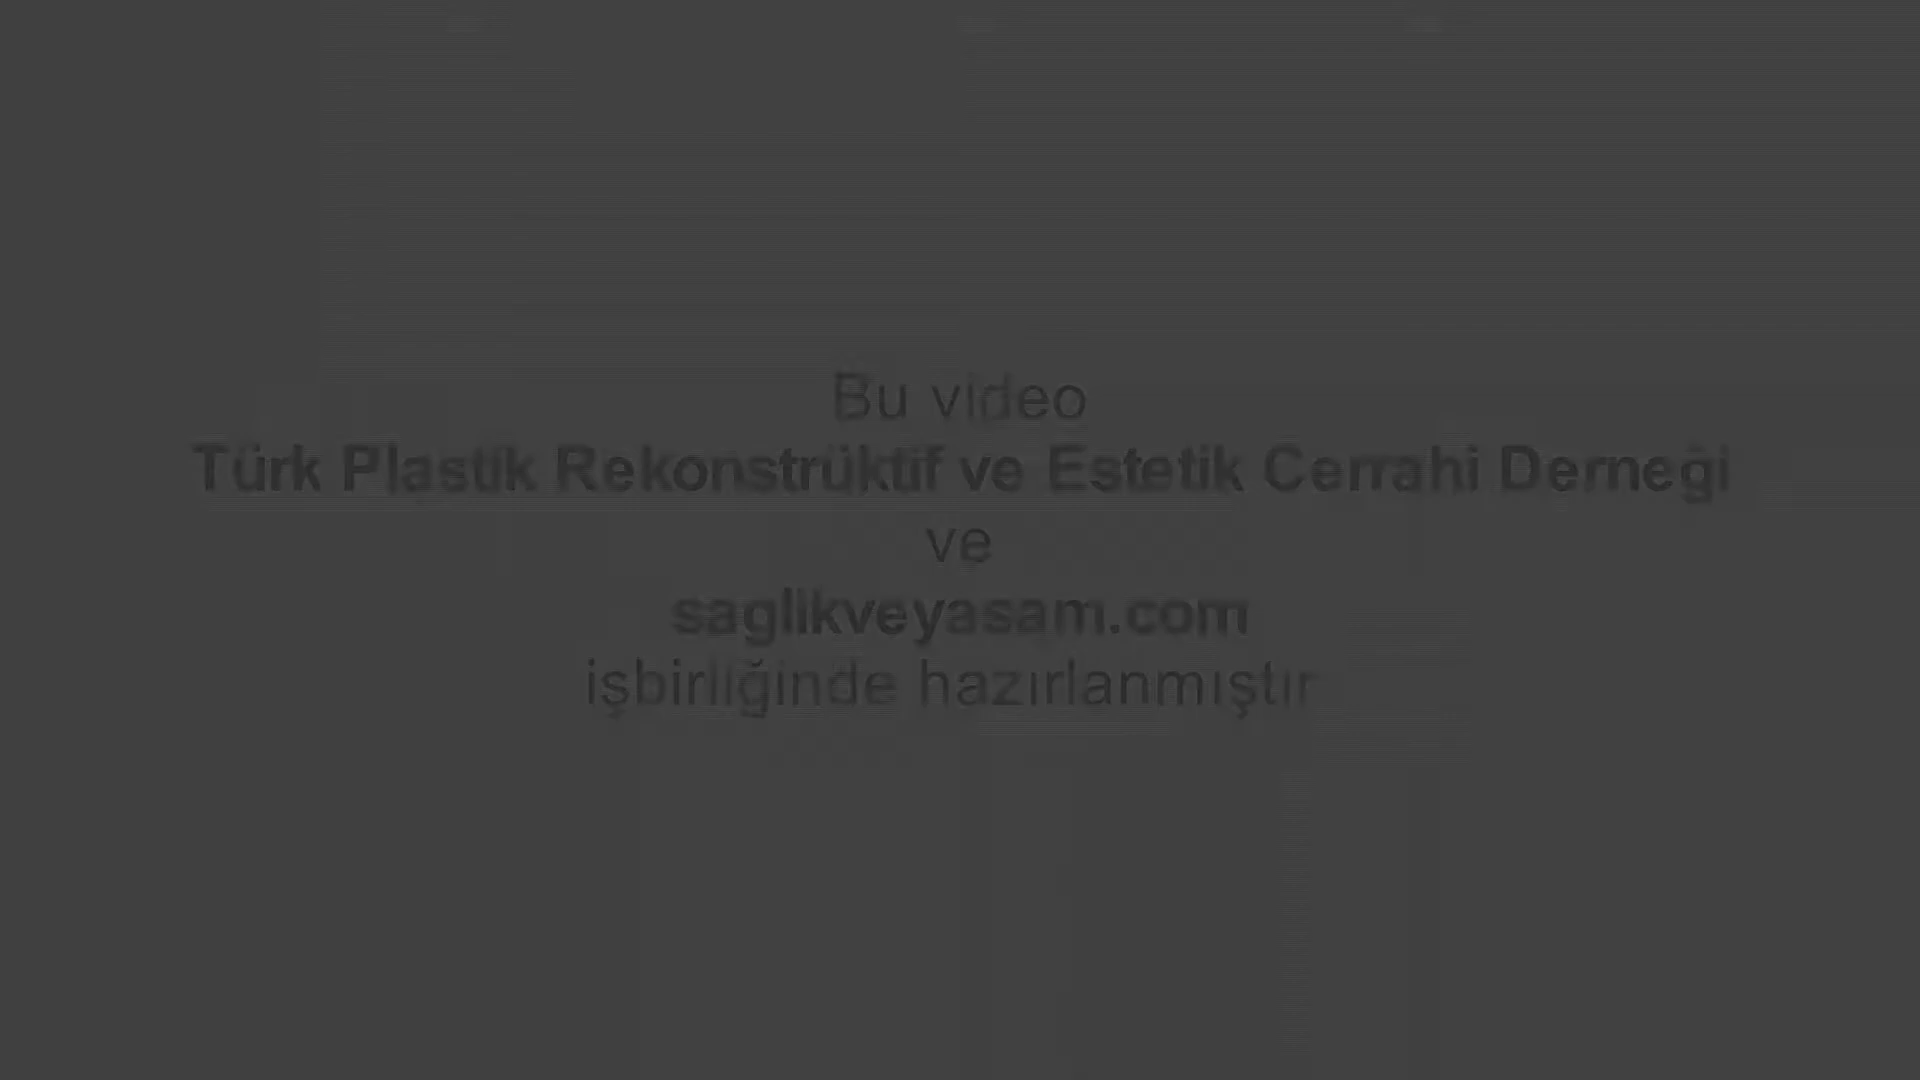 Bu video
Türk Plastik Rekonstrüktif ve Estetik Cerrahi Derneği
ve
saglikveyasam.com
işbirliğinde hazırlanmıştır